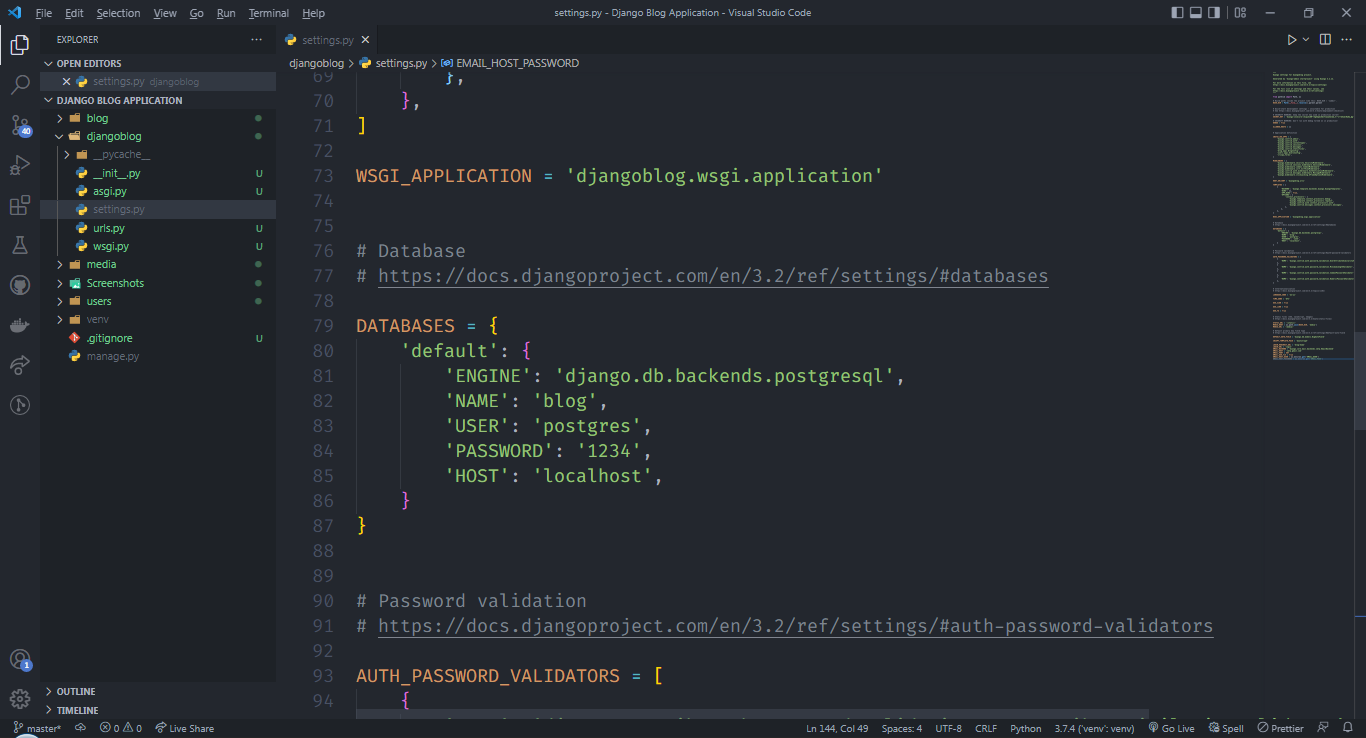 File Edit Selection View Go Run Terminal Help
settings.py - Django Blog Application - Visual Studio Code
EXPLORER
OPEN EDITORS
settings.py djangoblog
DJANGO BLOG APPLICATION
blog
djangoblog
__pycache__
__init__.py U
asgi.py U
settings.py
urls.py U
wsgi.py U
media
Screenshots
users
venv
.gitignore U
manage.py
OUTLINE
TIMELINE
40
1
settings.py
djangoblog > settings.py > EMAIL_HOST_PASSWORD
69 },
70 },
71 ]
72
73 WSGI_APPLICATION = 'djangoblog.wsgi.application'
74
75
76 # Database
77 # https://docs.djangoproject.com/en/3.2/ref/settings/#databases
78
79 DATABASES = {
80 'default': {
81 'ENGINE': 'django.db.backends.postgresql',
82 'NAME': 'blog',
83 'USER': 'postgres',
84 'PASSWORD': '1234',
85 'HOST': 'localhost',
86 }
87 }
88
89
90 # Password validation
91 # https://docs.djangoproject.com/en/3.2/ref/settings/#auth-password-validators
92
93 AUTH_PASSWORD_VALIDATORS = [
94 {
master* 0 0 Live Share Ln 144, Col 49 Spaces: 4 UTF-8 CRLF Python 3.7.4 ('venv': venv) Go Live Spell Prettier